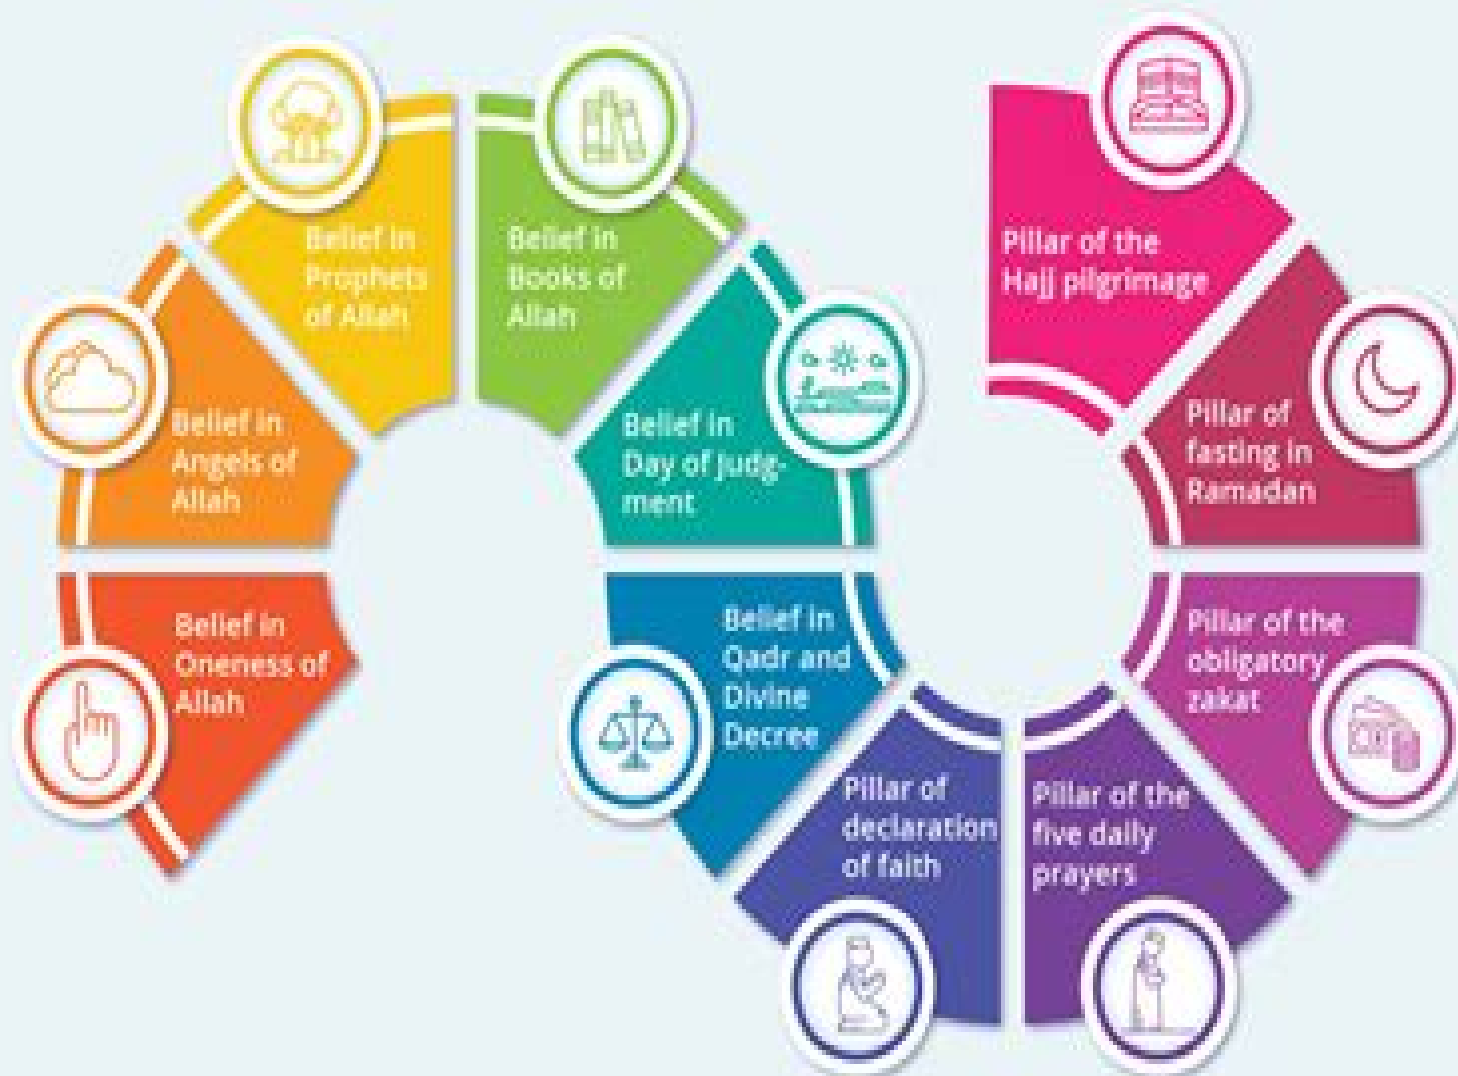 Belief in
Oneness of
Allah
Belief in
Angels of
Allah
Belief in
Prophets
of Allah
Belief in
Books of
Allah
Belief in
Day of Judg-
ment
Belief in
Qadr and
Divine
Decree
Pillar of
declaration
of faith
Pillar of the
five daily
prayers
Pillar of the
obligatory
zakat
Pillar of
fasting in
Ramadan
Pillar of the
Hajj pilgrimage